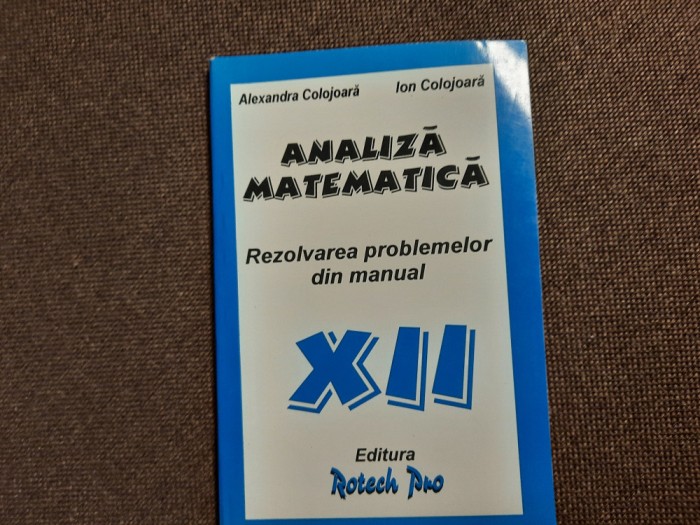 Alexandra Colojoară Ion Colojoară
ANALIZĂ
MATEMATICĂ
Rezolvarea problemelor
din manual
XII
Editura
Rotech Pro